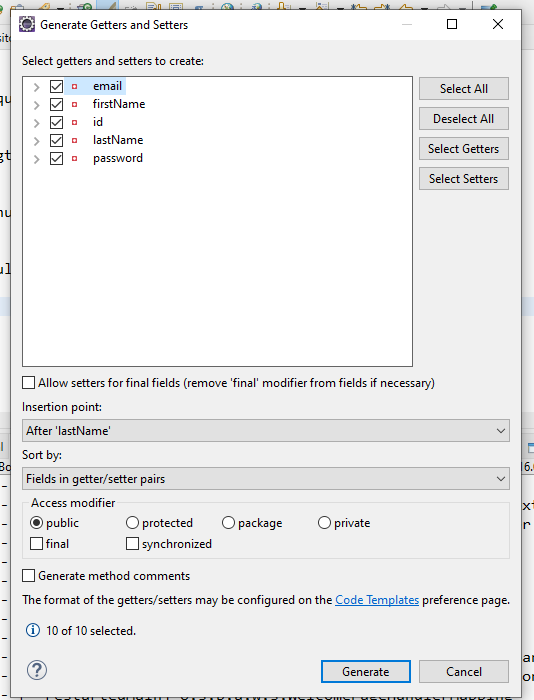 Generate Getters and Setters
Select getters and setters to create:
email
firstName
id
lastName
password
Select All
Deselect All
Select Getters
Select Setters
Allow setters for final fields (remove 'final' modifier from fields if necessary)
Insertion point:
After 'lastName'
Sort by:
Fields in getter/setter pairs
Access modifier
public
protected
package
private
final
synchronized
Generate method comments
The format of the getters/setters may be configured on the Code Templates preference page.
10 of 10 selected.
Generate
Cancel